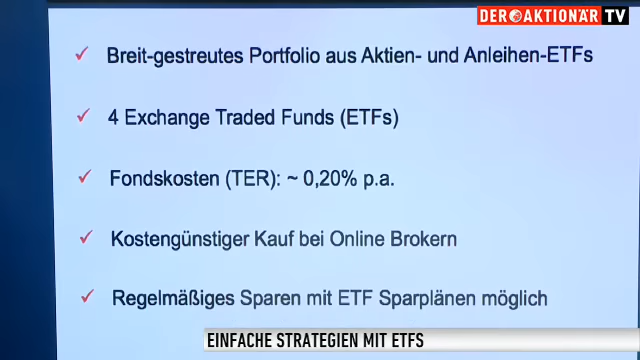 DER AKTIONÄR TV
Breit-gestreutes Portfolio aus Aktien- und Anleihen-ETFs
4 Exchange Traded Funds (ETFs)
Fondskosten (TER): ~ 0,20% p.a.
Kostengünstiger Kauf bei Online Brokern
Regelmäßiges Sparen mit ETF Sparplänen möglich
EINFACHE STRATEGIEN MIT ETFS